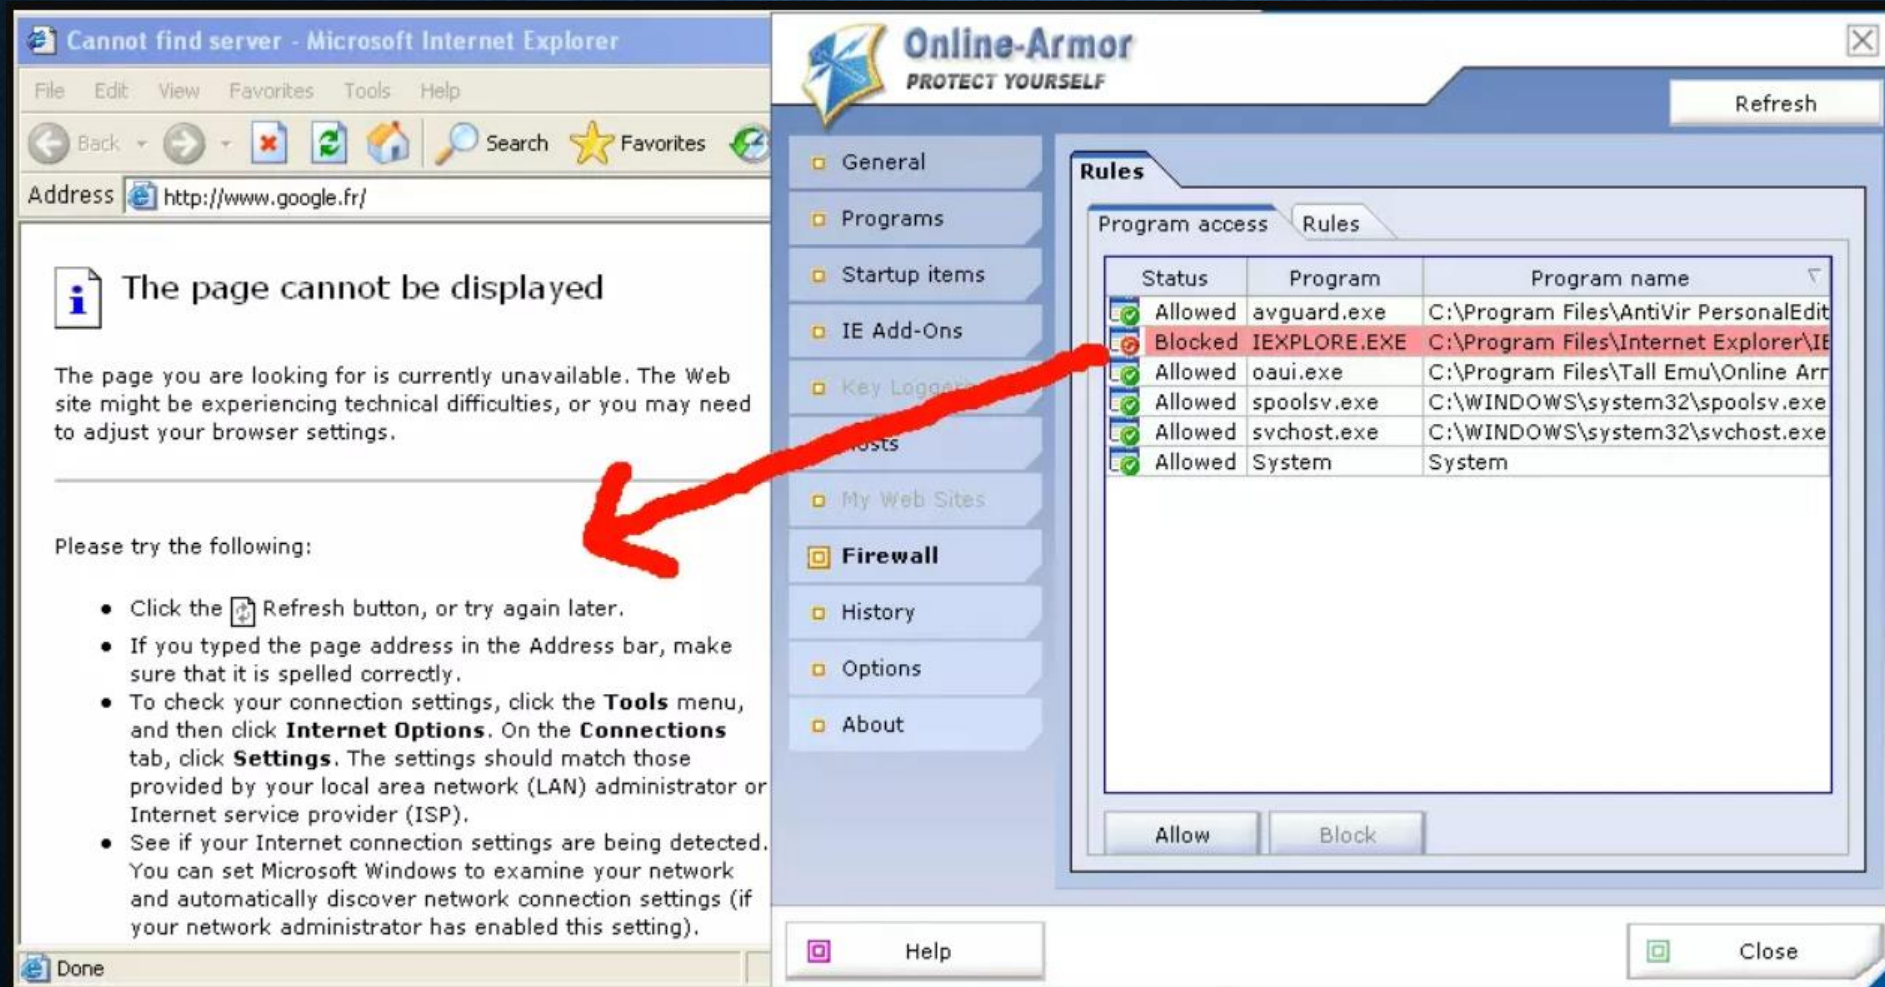 Cannot find server - Microsoft Internet Explorer
File Edit View Favorites Tools Help
Back Search Favorites
Address http://www.google.fr/
The page cannot be displayed
The page you are looking for is currently unavailable. The Web
site might be experiencing technical difficulties, or you may need
to adjust your browser settings.
Please try the following:
Click the Refresh button, or try again later.
If you typed the page address in the Address bar, make
sure that it is spelled correctly.
To check your connection settings, click the Tools menu,
and then click Internet Options. On the Connections
tab, click Settings. The settings should match those
provided by your local area network (LAN) administrator or
Internet service provider (ISP).
See if your Internet connection settings are being detected.
You can set Microsoft Windows to examine your network
and automatically discover network connection settings (if
your network administrator has enabled this setting).
Done
Online-Armor
PROTECT YOURSELF
Refresh
General
Programs
Startup items
IE Add-Ons
Key
My Web Sites
Firewall
History
Options
About
Rules
Program access Rules
Status Program Program name
Allowed avguard.exe C:\Program Files\AntiVir PersonalEdit
Blocked IEXPLORE.EXE C:\Program Files\Internet Explorer\IE
Allowed oaui.exe C:\Program Files\Tall Emu\Online Arr
Allowed spoolsv.exe C:\WINDOWS\system32\spoolsv.exe
Allowed svchost.exe C:\WINDOWS\system32\svchost.exe
Allowed System System
Allow Block
Help Close